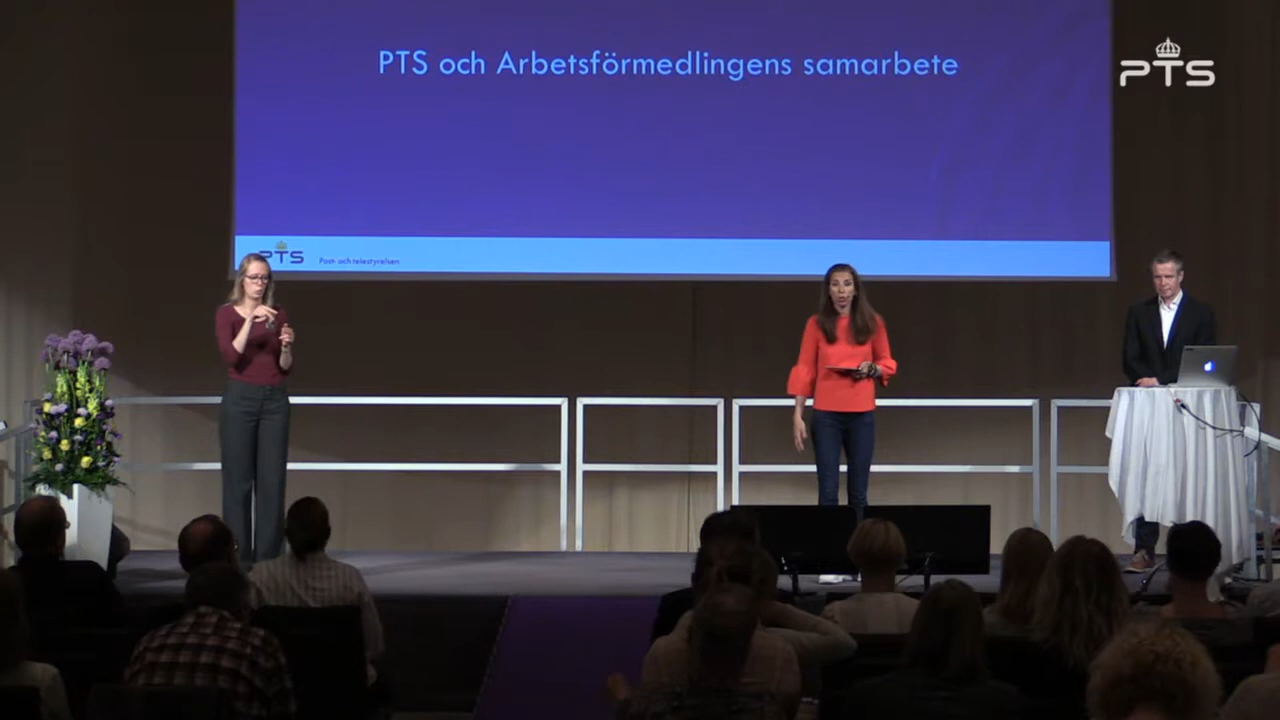 PTS och Arbetsförmedlingens samarbete
PTS
PTS Post- och telestyrelsen